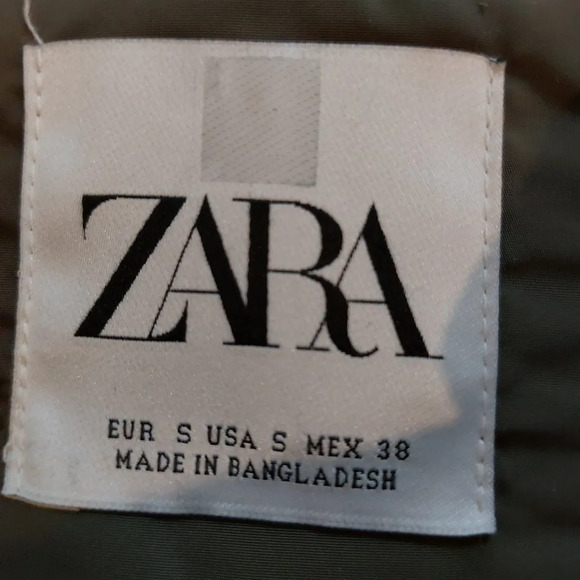 ZARA
EUR S USA S MEX 38
MADE IN BANGLADESH